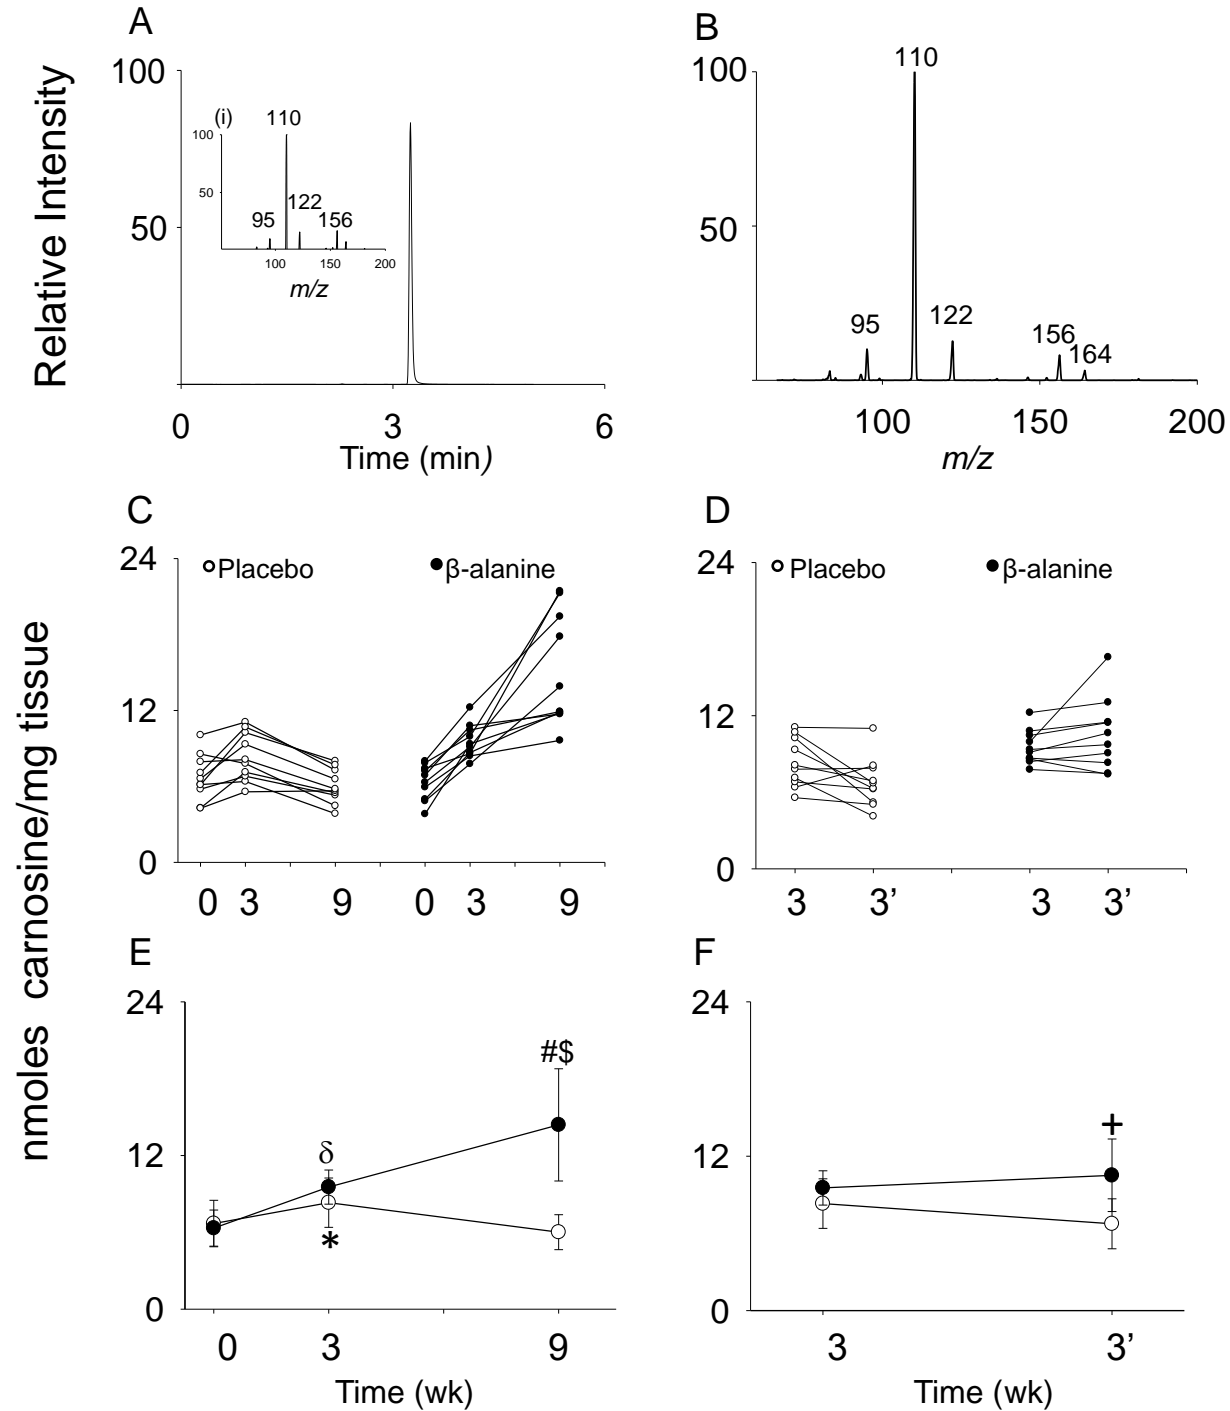 A
Relative Intensity
100
50
0
3
6
Time (min)
(i)
110
100
50
95
122
156
100
150
200
m/z
B
100
50
110
95
122
156
164
100
150
200
m/z
nmoles carnosine/mg tissue
C
24
12
0
Placebo
β-alanine
0 3 9 0 3 9
D
24
12
0
Placebo
β-alanine
3 3’ 3 3’
E
24
12
0
#$
δ
*
0 3 9
Time (wk)
F
24
12
0
+
3 3’
Time (wk)